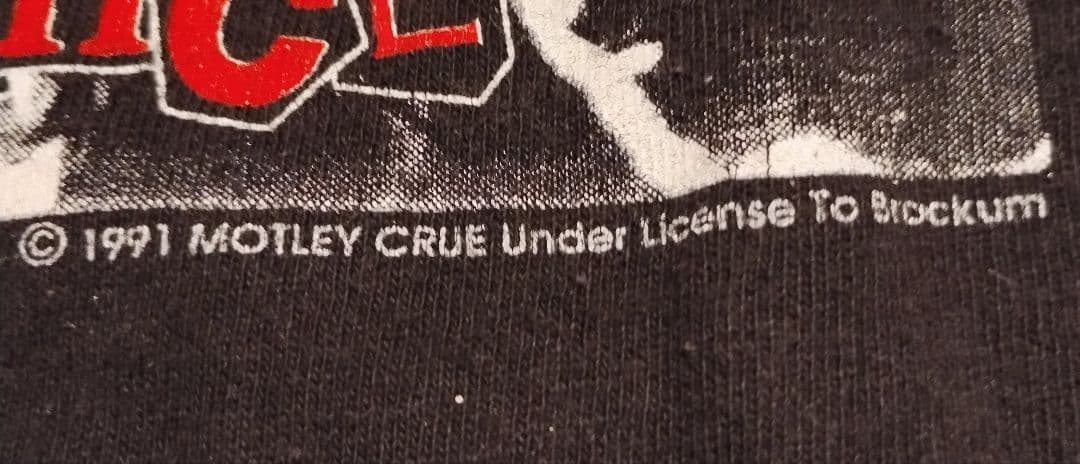 © 1991 MOTLEY CRUE Under License To Brockum